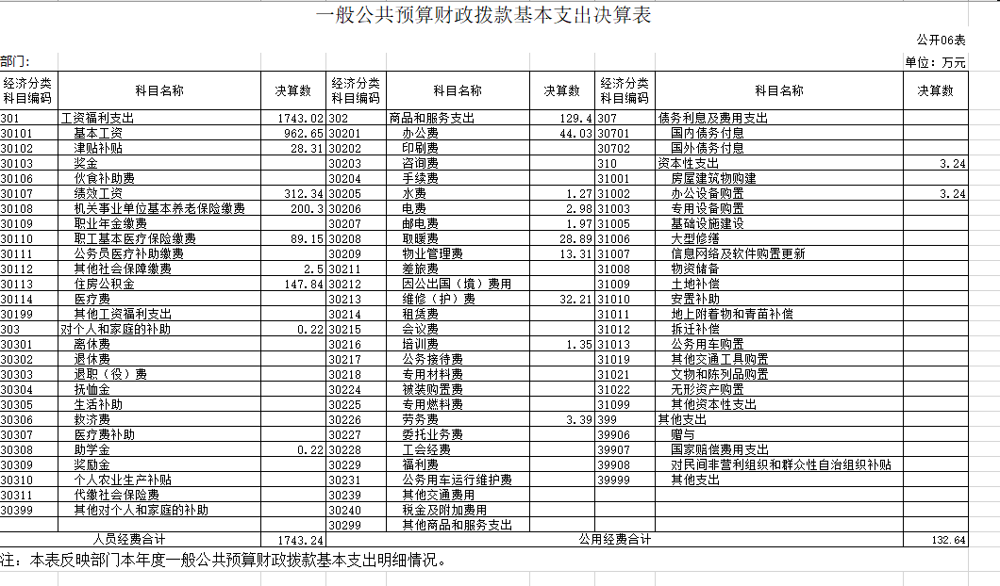 一般公共预算财政拨款基本支出决算表
公开06表
部门: 单位：万元
经济分类科目编码 科目名称 决算数 经济分类科目编码 科目名称 决算数 经济分类科目编码 科目名称 决算数
301 工资福利支出 1743.02 302 商品和服务支出 129.4 307 债务利息及费用支出
30101 基本工资 962.65 30201 办公费 44.03 30701 国内债务付息
30102 津贴补贴 28.31 30202 印刷费 30702 国外债务付息
30103 奖金 30203 咨询费 310 资本性支出 3.24
30106 伙食补助费 30204 手续费 31001 房屋建筑物购建
30107 绩效工资 312.34 30205 水费 1.27 31002 办公设备购置 3.24
30108 机关事业单位基本养老保险缴费 200.3 30206 电费 2.98 31003 专用设备购置
30109 职业年金缴费 30207 邮电费 1.97 31005 基础设施建设
30110 职工基本医疗保险缴费 89.15 30208 取暖费 28.89 31006 大型修缮
30111 公务员医疗补助缴费 30209 物业管理费 13.31 31007 信息网络及软件购置更新
30112 其他社会保障缴费 2.5 30211 差旅费 31008 物资储备
30113 住房公积金 147.84 30212 因公出国（境）费用 31009 土地补偿
30114 医疗费 30213 维修（护）费 32.21 31010 安置补助
30199 其他工资福利支出 30214 租赁费 31011 地上附着物和青苗补偿
303 对个人和家庭的补助 0.22 30215 会议费 31012 拆迁补偿
30301 离休费 30216 培训费 1.35 31013 公务用车购置
30302 退休费 30217 公务接待费 31019 其他交通工具购置
30303 退职（役）费 30218 专用材料费 31021 文物和陈列品购置
30304 抚恤金 30224 被装购置费 31022 无形资产购置
30305 生活补助 30225 专用燃料费 31099 其他资本性支出
30306 救济费 30226 劳务费 3.39 399 其他支出
30307 医疗费补助 30227 委托业务费 39906 赠与
30308 助学金 0.22 30228 工会经费 39907 国家赔偿费用支出
30309 奖励金 30229 福利费 39908 对民间非营利组织和群众性自治组织补贴
30310 个人农业生产补贴 30231 公务用车运行维护费 39999 其他支出
30311 代缴社会保险费 30239 其他交通费用
30399 其他对个人和家庭的补助 30240 税金及附加费用
30299 其他商品和服务支出
人员经费合计 1743.24 公用经费合计 132.64
注：本表反映部门本年度一般公共预算财政拨款基本支出明细情况。